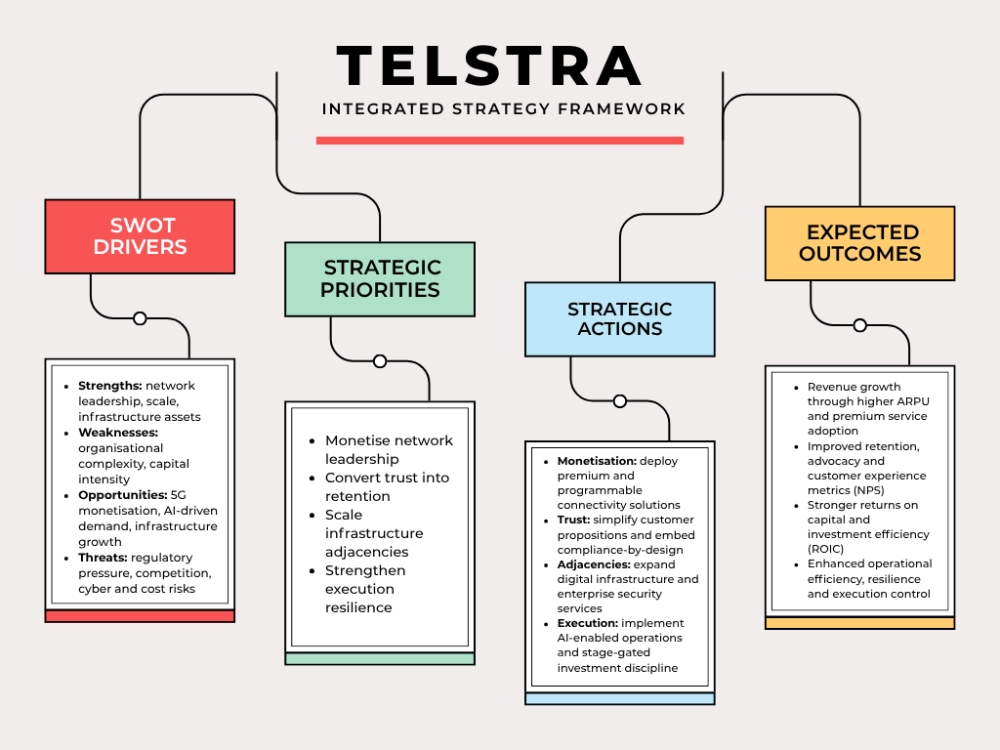 TELSTRA
INTEGRATED STRATEGY FRAMEWORK
SWOT
DRIVERS
• Strengths: network
leadership, scale,
infrastructure assets
• Weaknesses:
organisational
complexity, capital
intensity
• Opportunities: 5G
monetisation, AI-driven
demand, infrastructure
growth
• Threats: regulatory
pressure, competition,
cyber and cost risks
STRATEGIC
PRIORITIES
• Monetise network
leadership
• Convert trust into
retention
• Scale
infrastructure
adjacencies
• Strengthen
execution
resilience
STRATEGIC
ACTIONS
• Monetisation: deploy
premium and
programmable
connectivity solutions
• Trust: simplify customer
propositions and embed
compliance-by-design
• Adjacencies: expand
digital infrastructure and
enterprise security
services
• Execution: implement
AI-enabled operations
and stage-gated
investment discipline
EXPECTED
OUTCOMES
• Revenue growth
through higher ARPU
and premium service
adoption
• Improved retention,
advocacy and
customer experience
metrics (NPS)
• Stronger returns on
capital and
investment efficiency
(ROIC)
• Enhanced operational
efficiency, resilience
and execution control